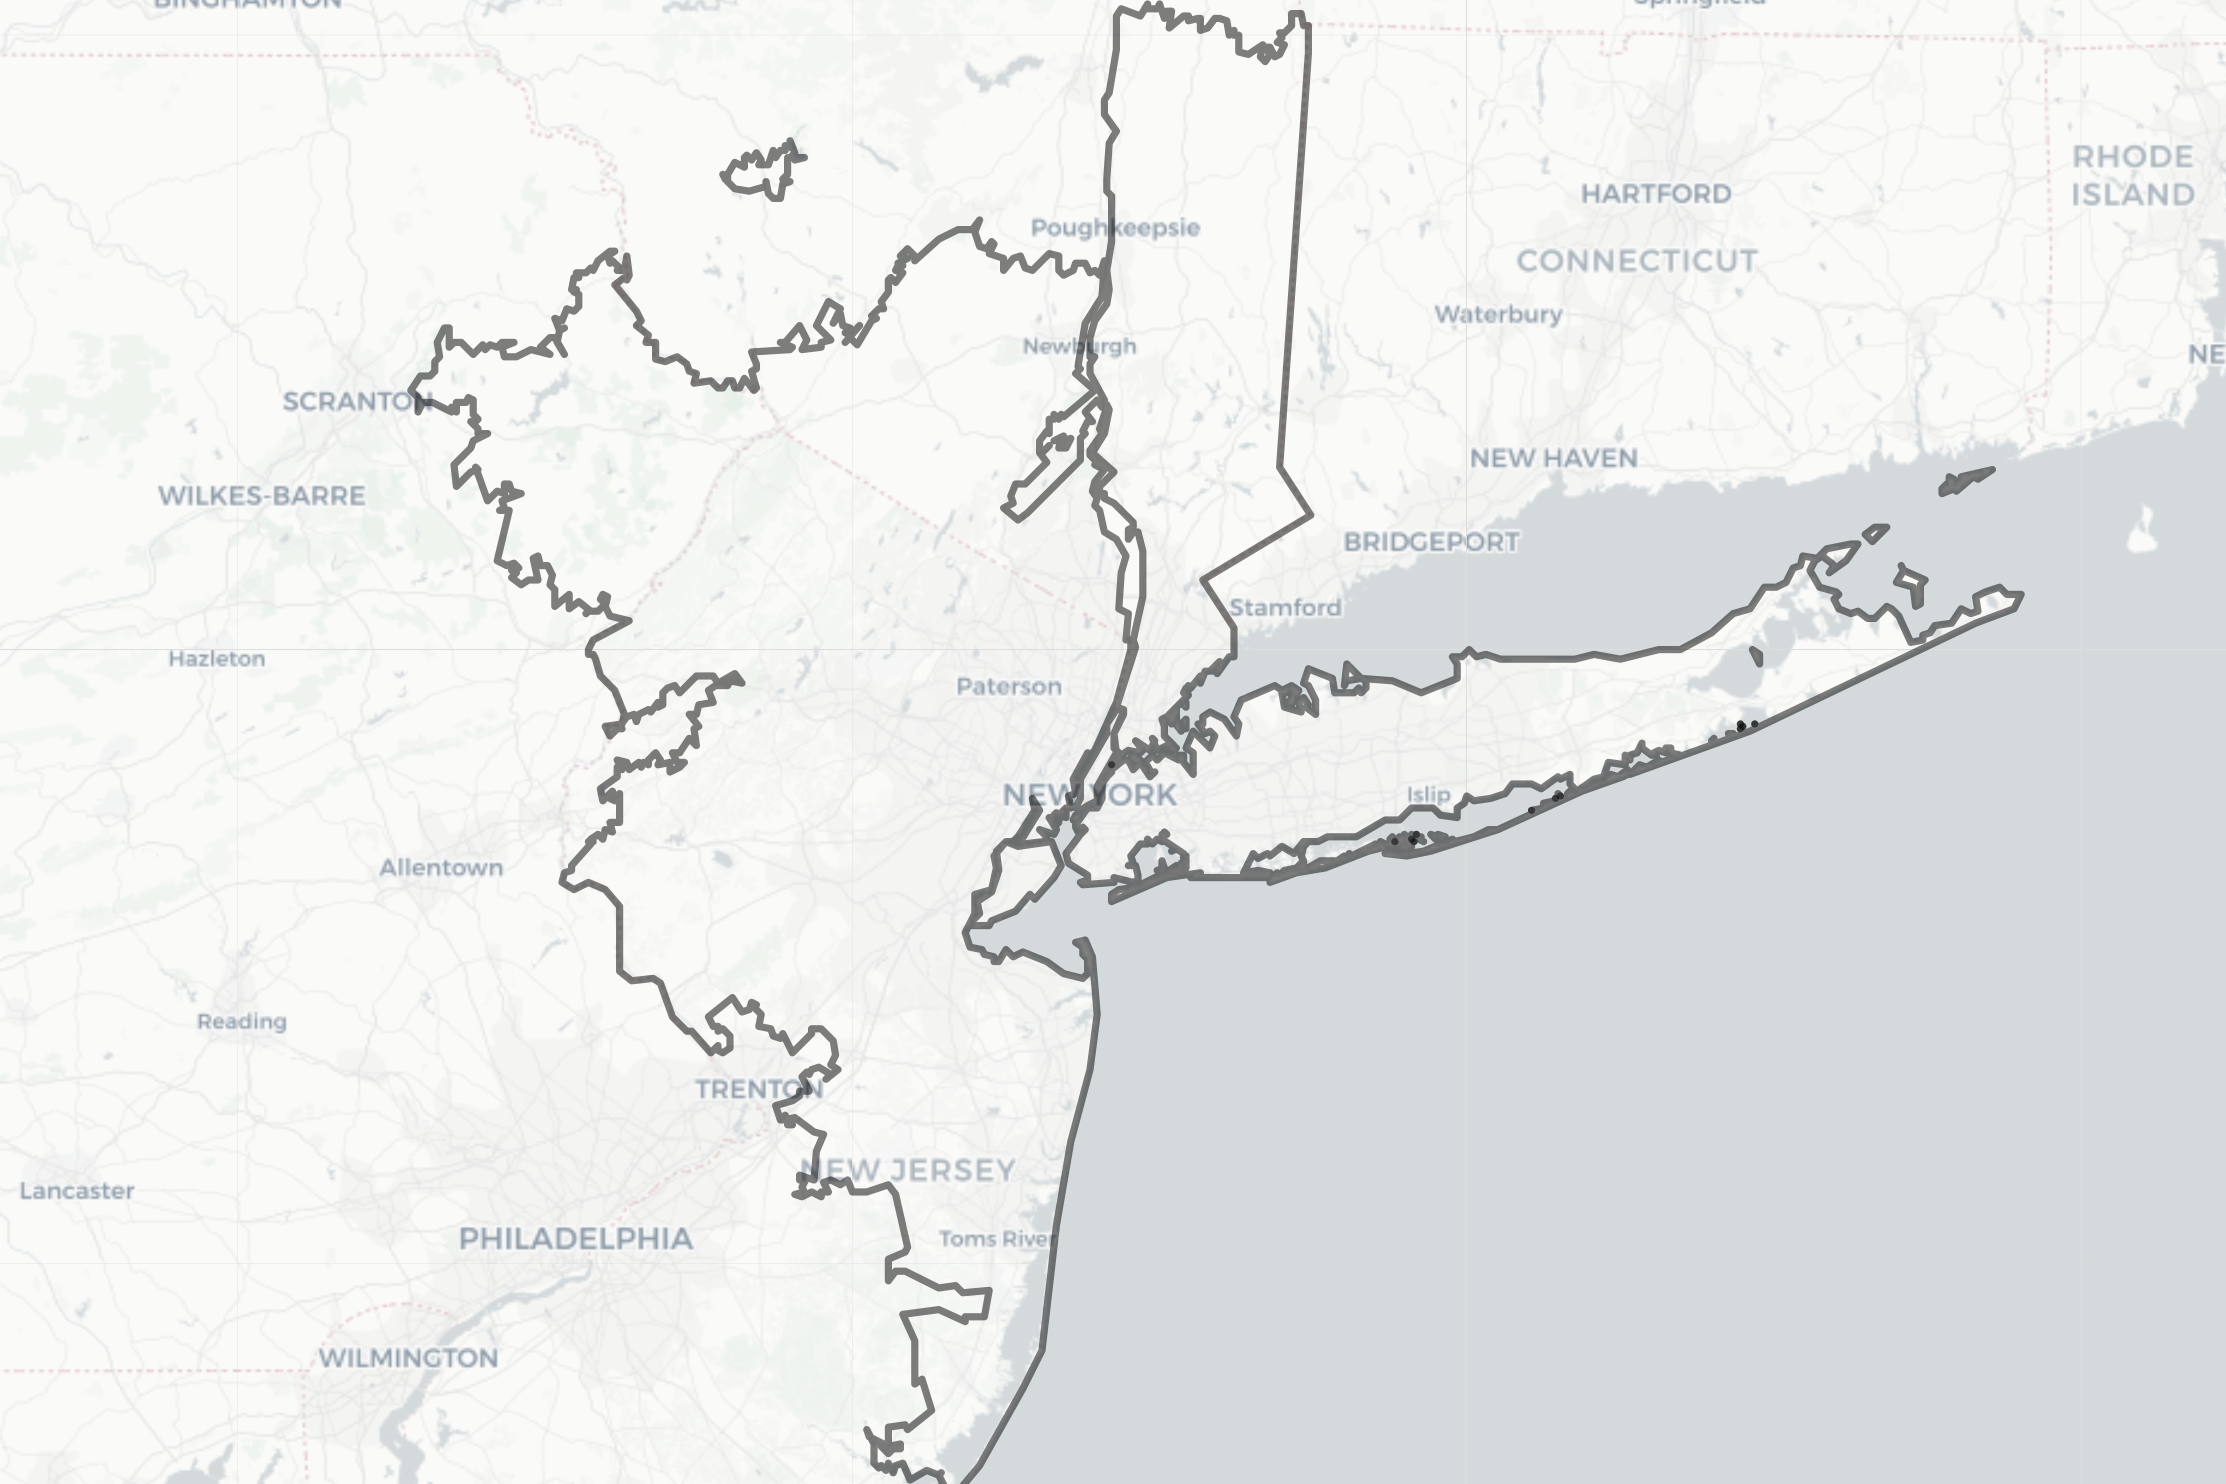 BINGHAMTON
Springfield
RHODE
ISLAND
HARTFORD
Poughkeepsie
CONNECTICUT
Waterbury
Newburgh
NE
SCRANTON
NEW HAVEN
WILKES-BARRE
BRIDGEPORT
Stamford
Hazleton
Paterson
NEW YORK
Islip
Allentown
Reading
TRENTON
NEW JERSEY
Lancaster
PHILADELPHIA
Toms River
WILMINGTON